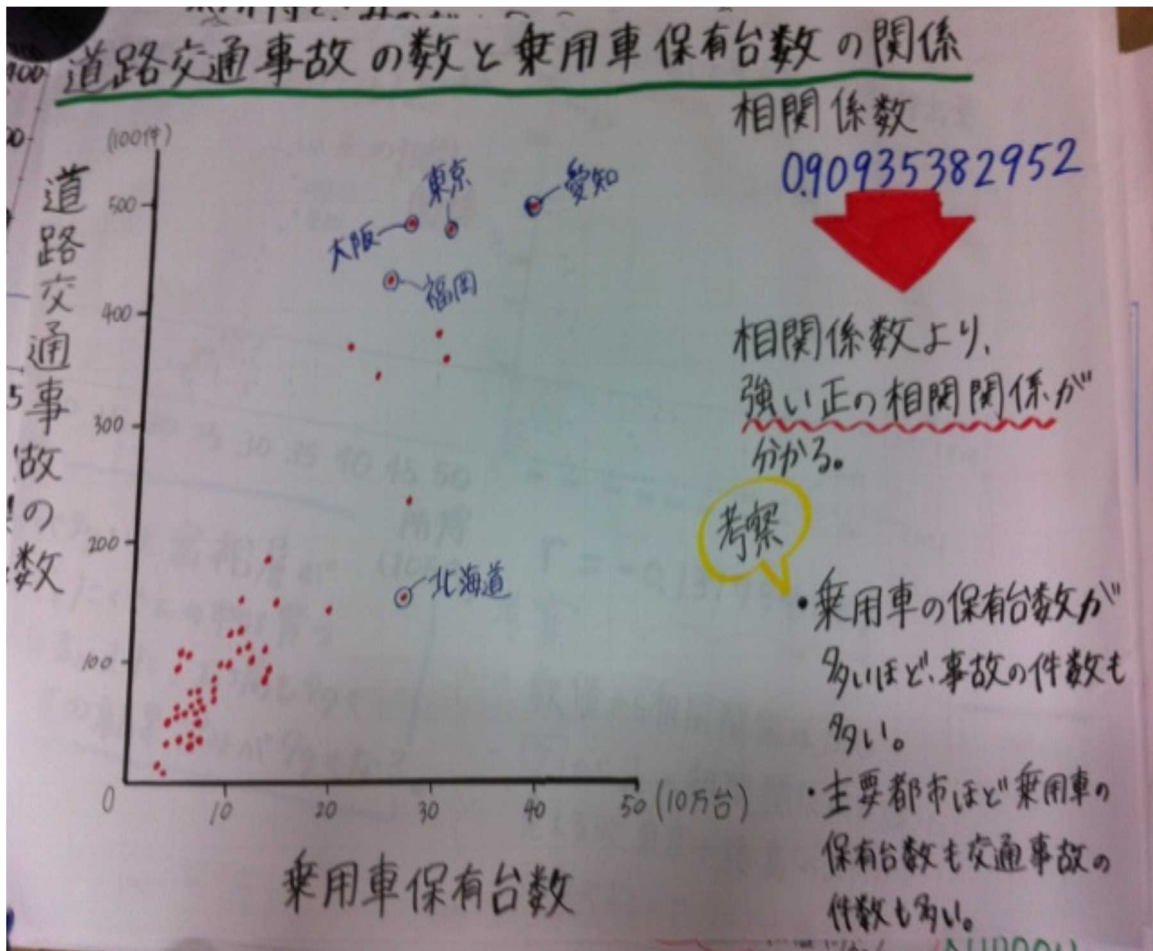 道路交通事故の数と乗用車保有台数の関係
相関係数
0.90935382952
相関係数より、
強い正の相関関係が
分かる。
考察
・乗用車の保有台数が
多いほど、事故の件数も
多い。
・主要都市ほど乗用車の
保有台数も交通事故の
件数も多い。
道路交通事故の数
(100件)
500
400
300
200
100
0
10
20
30
40
50
(10万台)
乗用車保有台数
東京
愛知
大阪
福岡
北海道